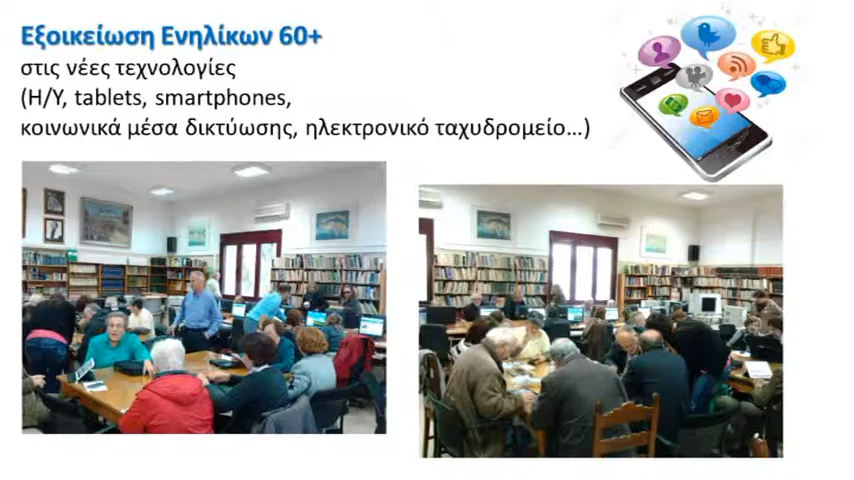 Εξοικείωση Ενηλίκων 60+
στις νέες τεχνολογίες
(Η/Υ, tablets, smartphones,
κοινωνικά μέσα δικτύωσης, ηλεκτρονικό ταχυδρομείο…)